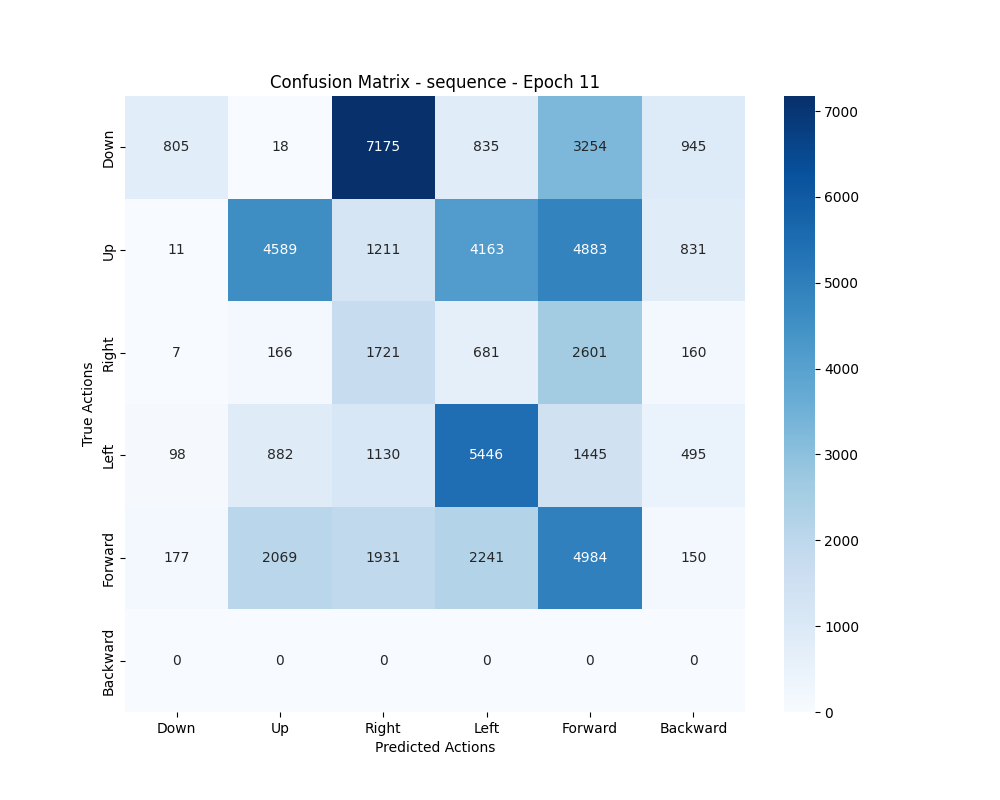 Confusion Matrix - sequence - Epoch 11
True Actions
Down 805 18 7175 835 3254 945
Up 11 4589 1211 4163 4883 831
Right 7 166 1721 681 2601 160
Left 98 882 1130 5446 1445 495
Forward 177 2069 1931 2241 4984 150
Backward 0 0 0 0 0 0
Down Up Right Left Forward Backward
Predicted Actions
7000
6000
5000
4000
3000
2000
1000
0